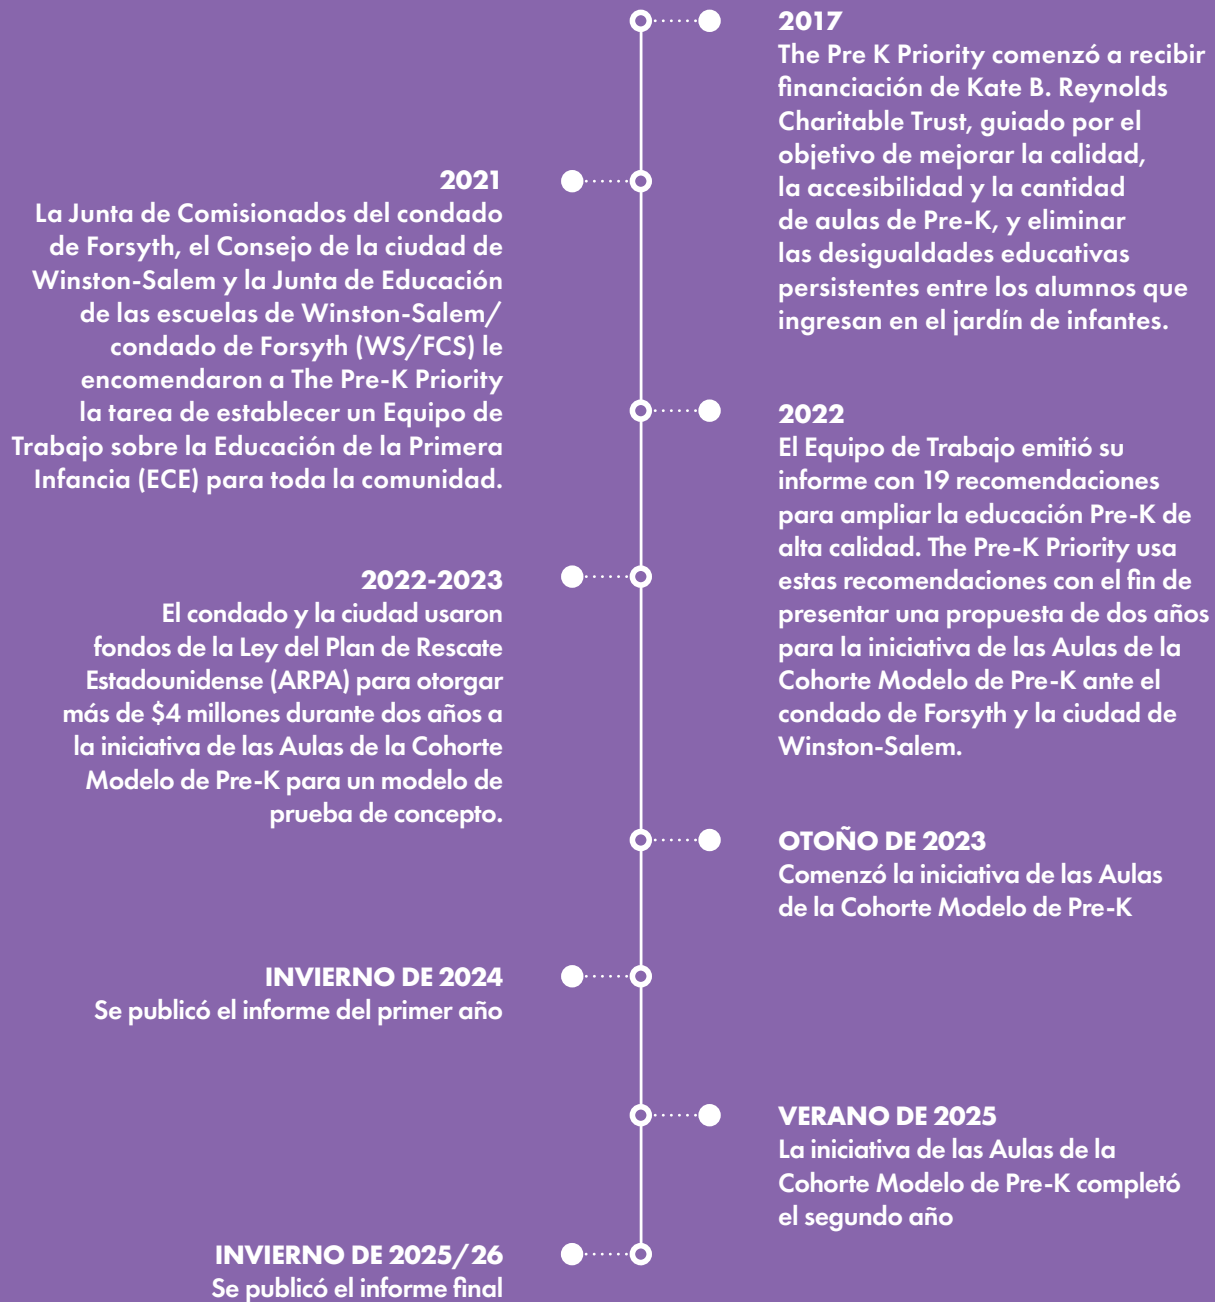 2017
The Pre K Priority comenzó a recibir
financiación de Kate B. Reynolds
Charitable Trust, guiado por el
objetivo de mejorar la calidad,
la accesibilidad y la cantidad
de aulas de Pre-K, y eliminar
las desigualdades educativas
persistentes entre los alumnos que
ingresan en el jardín de infantes.
2021
La Junta de Comisionados del condado
de Forsyth, el Consejo de la ciudad de
Winston-Salem y la Junta de Educación
de las escuelas de Winston-Salem/
condado de Forsyth (WS/FCS) le
encomendaron a The Pre-K Priority
la tarea de establecer un Equipo de
Trabajo sobre la Educación de la Primera
Infancia (ECE) para toda la comunidad.
2022
El Equipo de Trabajo emitió su
informe con 19 recomendaciones
para ampliar la educación Pre-K de
alta calidad. The Pre-K Priority usa
estas recomendaciones con el fin de
presentar una propuesta de dos años
para la iniciativa de las Aulas de la
Cohorte Modelo de Pre-K ante el
condado de Forsyth y la ciudad de
Winston-Salem.
2022-2023
El condado y la ciudad usaron
fondos de la Ley del Plan de Rescate
Estadounidense (ARPA) para otorgar
más de $4 millones durante dos años a
la iniciativa de las Aulas de la Cohorte
Modelo de Pre-K para un modelo de
prueba de concepto.
OTOÑO DE 2023
Comenzó la iniciativa de las Aulas
de la Cohorte Modelo de Pre-K
INVIERNO DE 2024
Se publicó el informe del primer año
VERANO DE 2025
La iniciativa de las Aulas de la
Cohorte Modelo de Pre-K completó
el segundo año
INVIERNO DE 2025/26
Se publicó el informe final